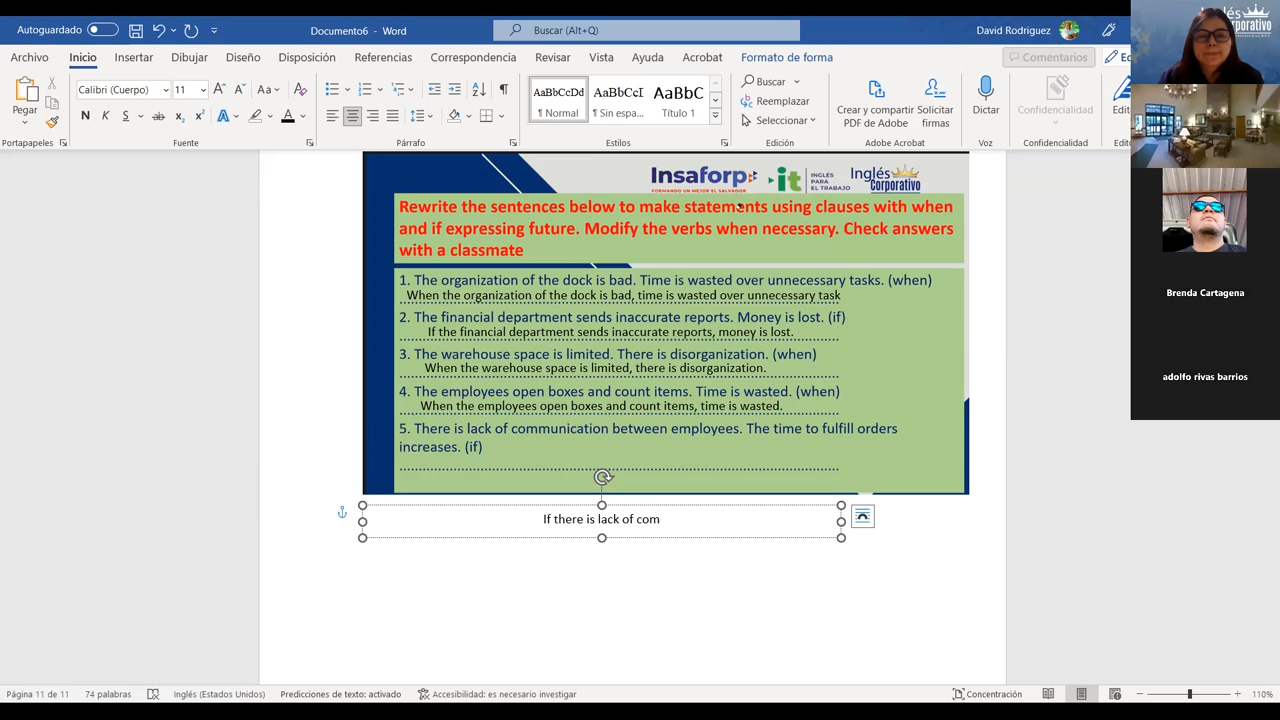 Autoguardado
Documento6 - Word
Buscar (Alt+Q)
David Rodriguez
Archivo Inicio Insertar Dibujar Diseño Disposición Referencias Correspondencia Revisar Vista Ayuda Acrobat Formato de forma
Comentarios
Pegar
Calibri (Cuerpo) 11
N K S
AaBbCcDd AaBbCcI AaBbC
¶ Normal ¶ Sin espa... Título 1
Buscar
Reemplazar
Seleccionar
Crear y compartir PDF de Adobe
Solicitar firmas
Dictar
Confidencialidad
Portapapeles Fuente Párrafo Estilos Edición Adobe Acrobat Voz Confidencialidad
Insaforp
FORMANDO UN MEJOR EL SALVADOR
it INGLÉS PARA EL TRABAJO
Inglés Corporativo
Rewrite the sentences below to make statements using clauses with when
and if expressing future. Modify the verbs when necessary. Check answers
with a classmate
1. The organization of the dock is bad. Time is wasted over unnecessary tasks. (when)
When the organization of the dock is bad, time is wasted over unnecessary task
2. The financial department sends inaccurate reports. Money is lost. (if)
If the financial department sends inaccurate reports, money is lost.
3. The warehouse space is limited. There is disorganization. (when)
When the warehouse space is limited, there is disorganization.
4. The employees open boxes and count items. Time is wasted. (when)
When the employees open boxes and count items, time is wasted.
5. There is lack of communication between employees. The time to fulfill orders
increases. (if)
If there is lack of com
Brenda Cartagena
adolfo rivas barrios
Página 11 de 11 74 palabras Inglés (Estados Unidos) Predicciones de texto: activado Accesibilidad: es necesario investigar
Concentración
110%